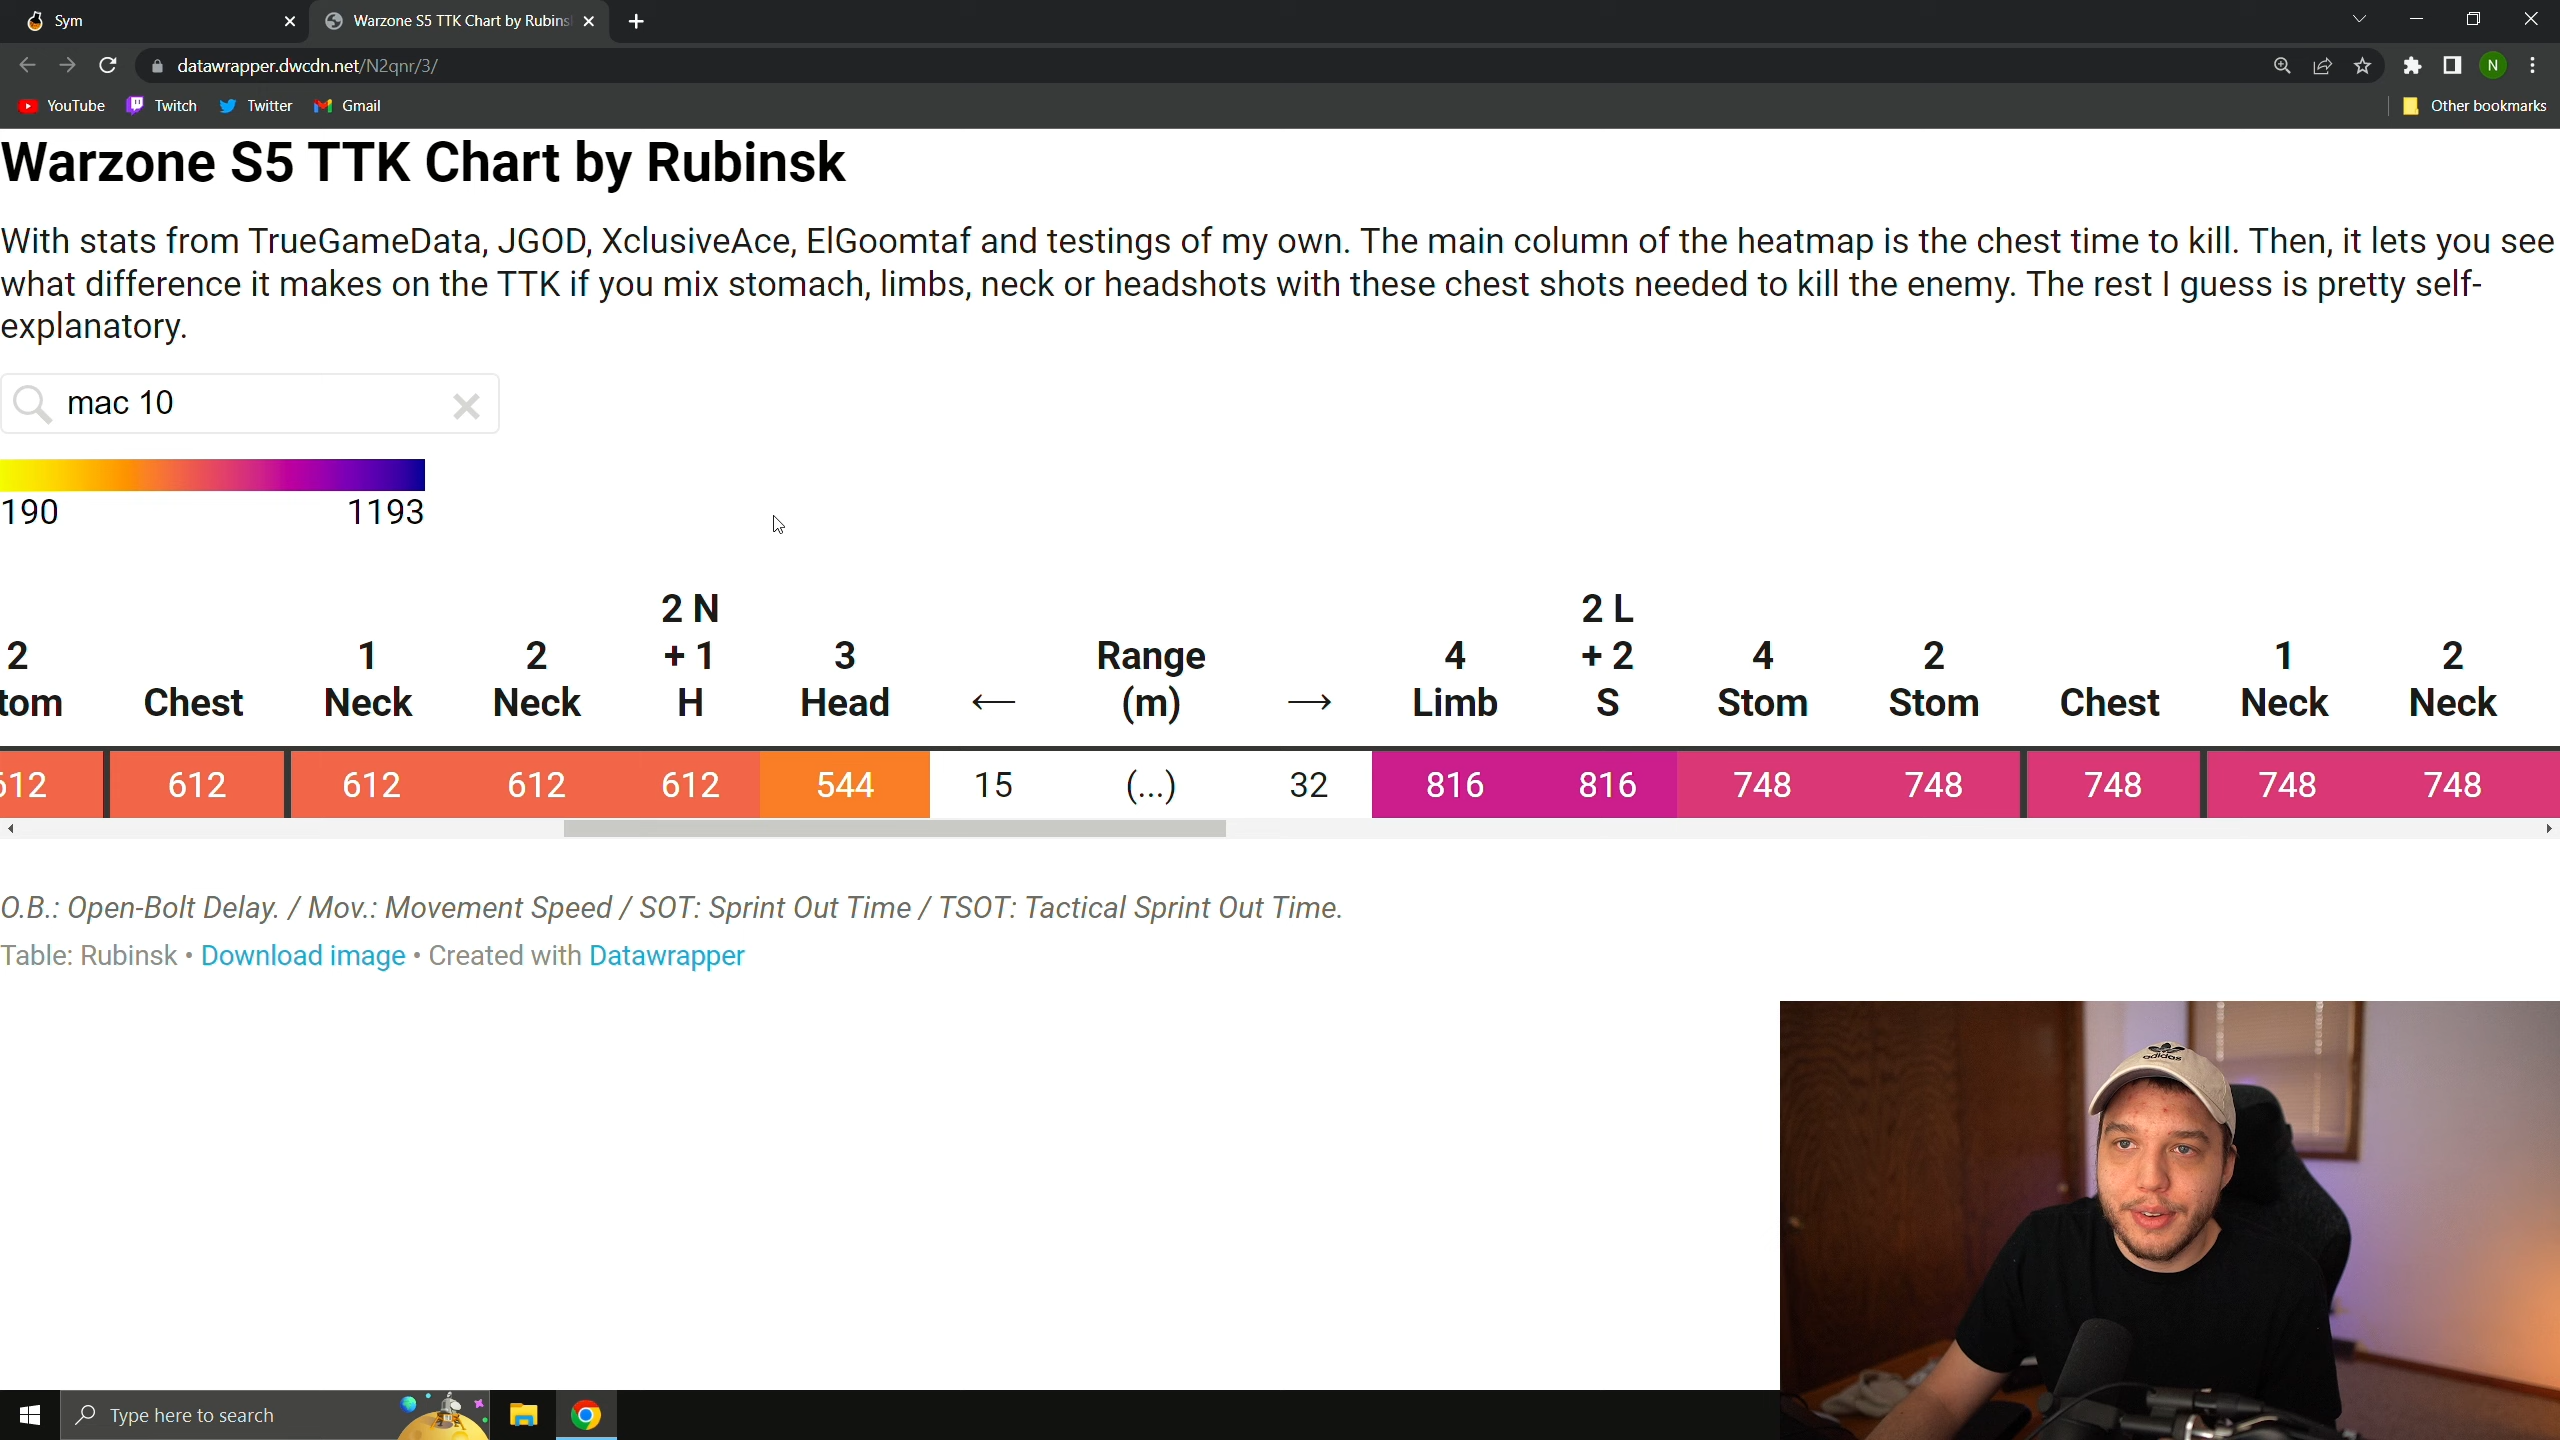 Sym
Warzone S5 TTK Chart by Rubins
datawrapper.dwcdn.net/N2qnr/3/
N
YouTube Twitch Twitter Gmail Other bookmarks
Warzone S5 TTK Chart by Rubinsk
With stats from TrueGameData, JGOD, XclusiveAce, ElGoomtaf and testings of my own. The main column of the heatmap is the chest time to kill. Then, it lets you see
what difference it makes on the TTK if you mix stomach, limbs, neck or headshots with these chest shots needed to kill the enemy. The rest I guess is pretty self-
explanatory.
mac 10
190 1193
2 N 2 L
2 1 2 + 1 3 Range 4 + 2 4 2 1 2
tom Chest Neck Neck H Head ← (m) → Limb S Stom Stom Chest Neck Neck
612 612 612 612 612 544 15 (...) 32 816 816 748 748 748 748 748
O.B.: Open-Bolt Delay. / Mov.: Movement Speed / SOT: Sprint Out Time / TSOT: Tactical Sprint Out Time.
Table: Rubinsk • Download image • Created with Datawrapper
adidas
Type here to search